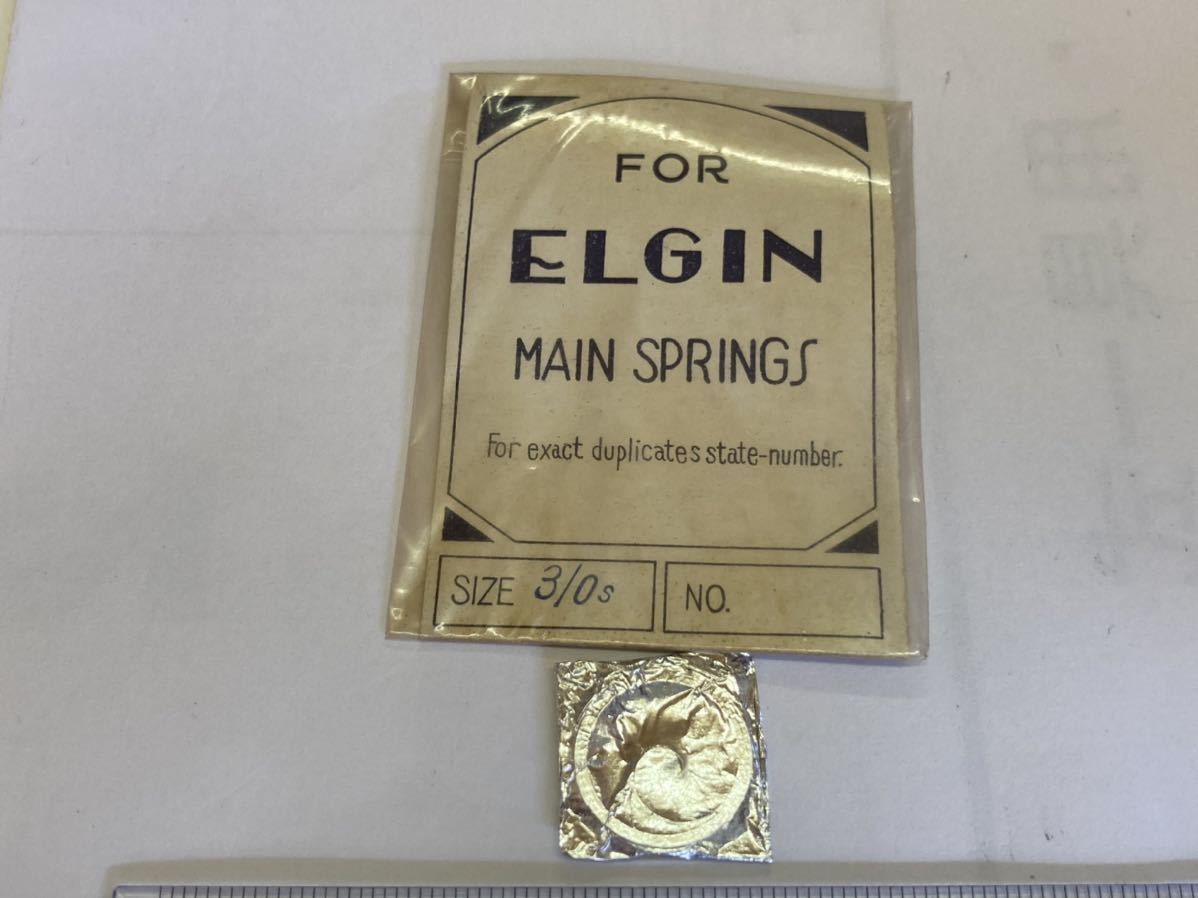 FOR
ELGIN
MAIN SPRINGS
For exact duplicates state-number.
SIZE 3/0s
NO.